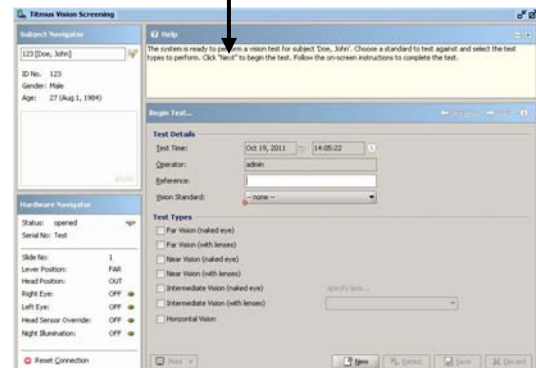 Titmus Vision Screening
Subject Navigator
123 [Doe, John]
ID No. 123
Gender: Male
Age: 27 (Aug 1, 1984)
Hardware Navigator
Status: opened
Serial No: Test
Slide No: 1
Lever Position: FAR
Head Position: OUT
Right Eye: OFF
Left Eye: OFF
Head Sensor Override: OFF
Night Illumination: OFF
Reset Connection
Help
The system is ready to perform a vision test for subject 'Doe, John'. Choose a standard to test against and select the test
types to perform. Click "Next" to begin the test. Follow the on-screen instructions to complete the test.
Begin Test...
Test Details
Test Time: Oct 19, 2011 14:05:22
Operator: admin
Reference:
Vision Standard: -- none --
Test Types
Far Vision (naked eye)
Far Vision (with lenses)
Near Vision (naked eye)
Near Vision (with lenses)
Intermediate Vision (naked eye) specify lens...
Intermediate Vision (with lenses)
Horizontal Vision
Print New Save Discard